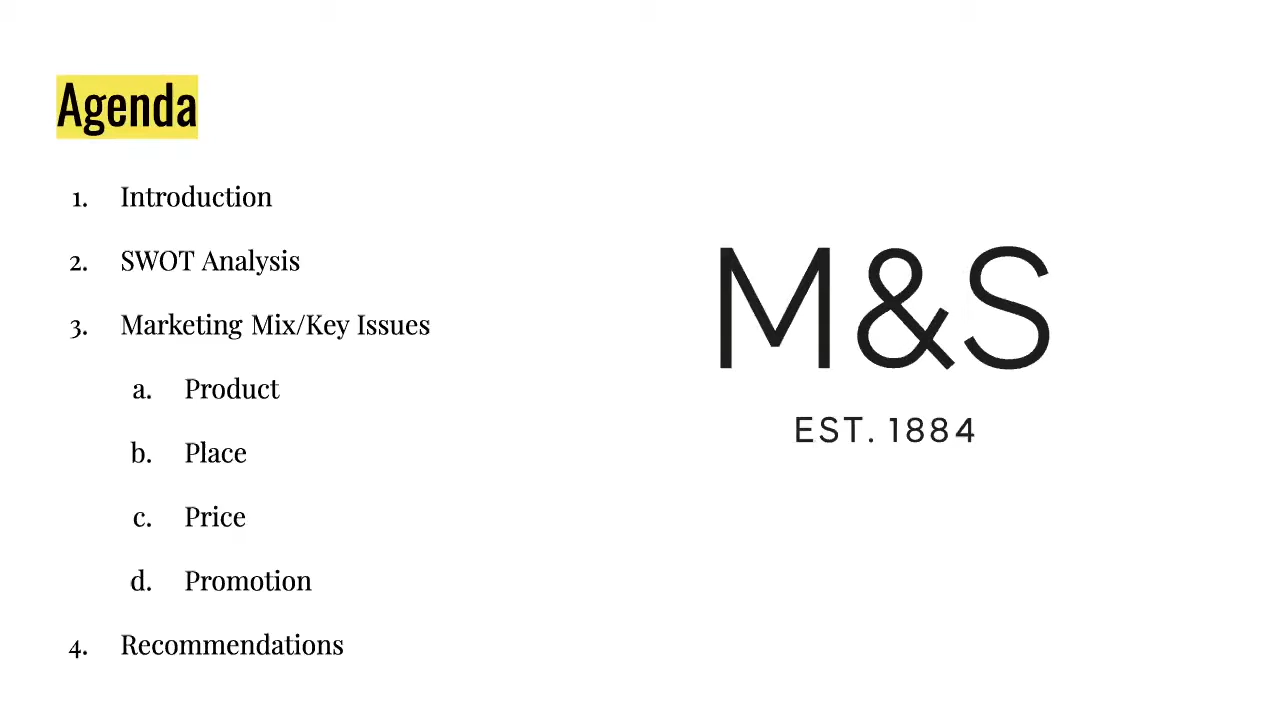 Agenda
1. Introduction
2. SWOT Analysis
3. Marketing Mix/Key Issues
a. Product
b. Place
c. Price
d. Promotion
4. Recommendations
M&S
EST. 1884